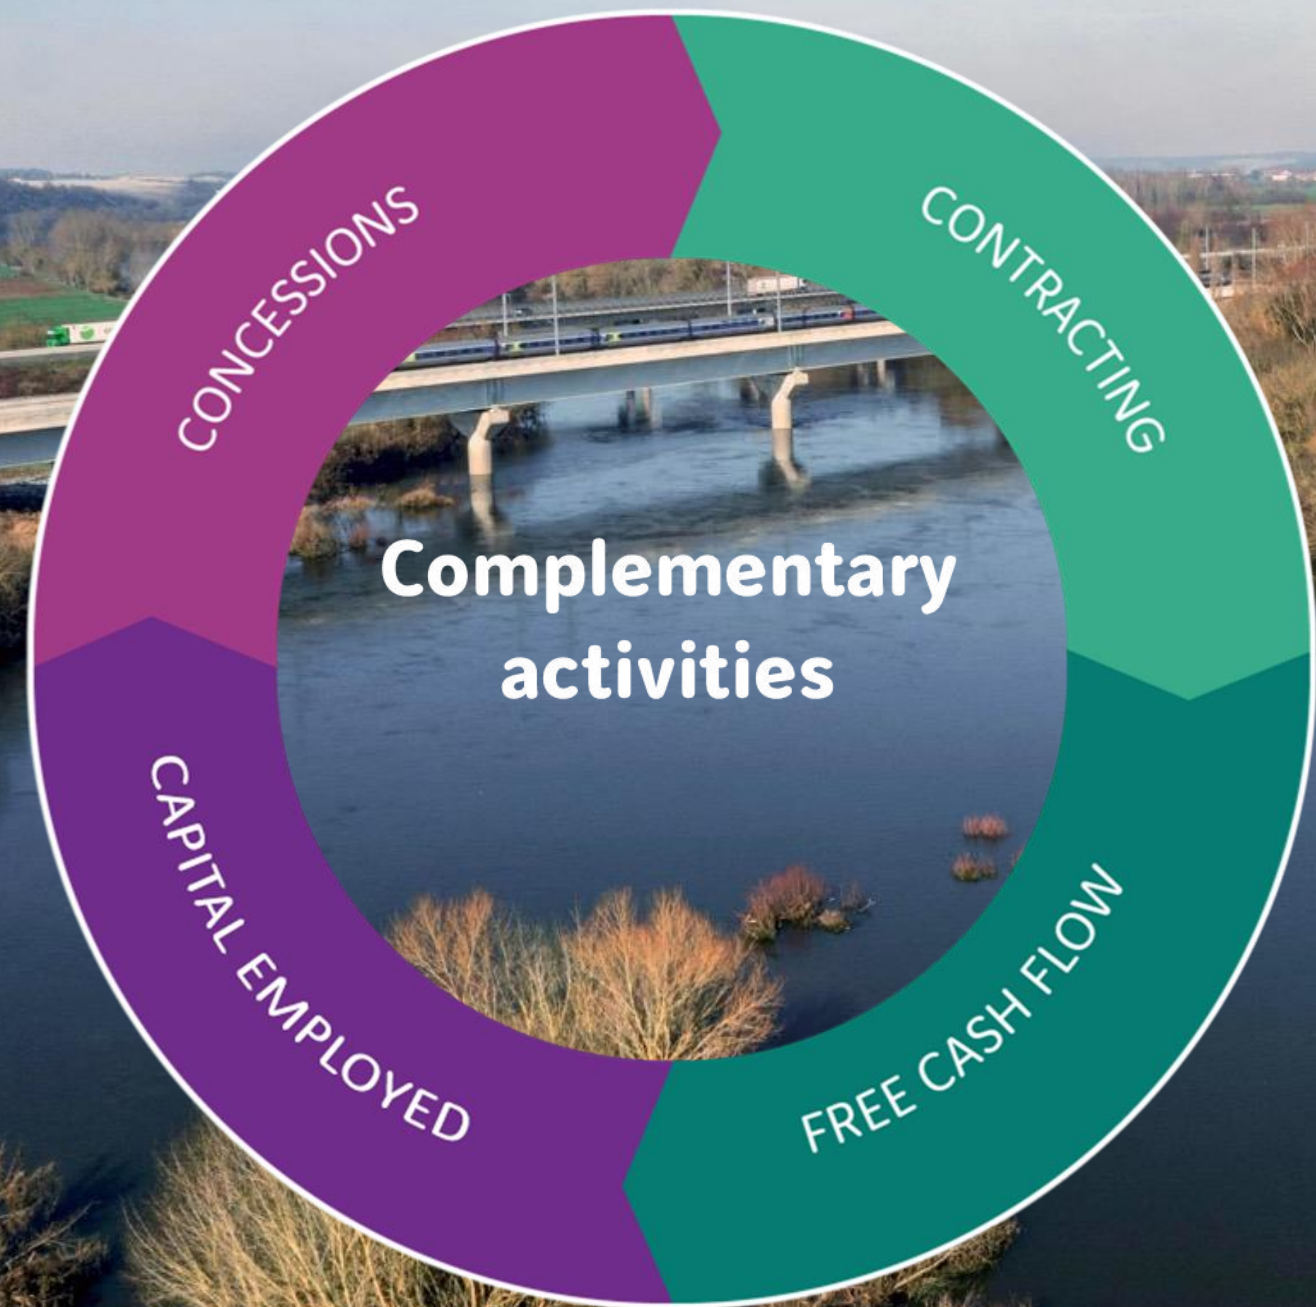 CONCESSIONS
CONTRACTING
Complementary
activities
CAPITAL EMPLOYED
FREE CASH FLOW